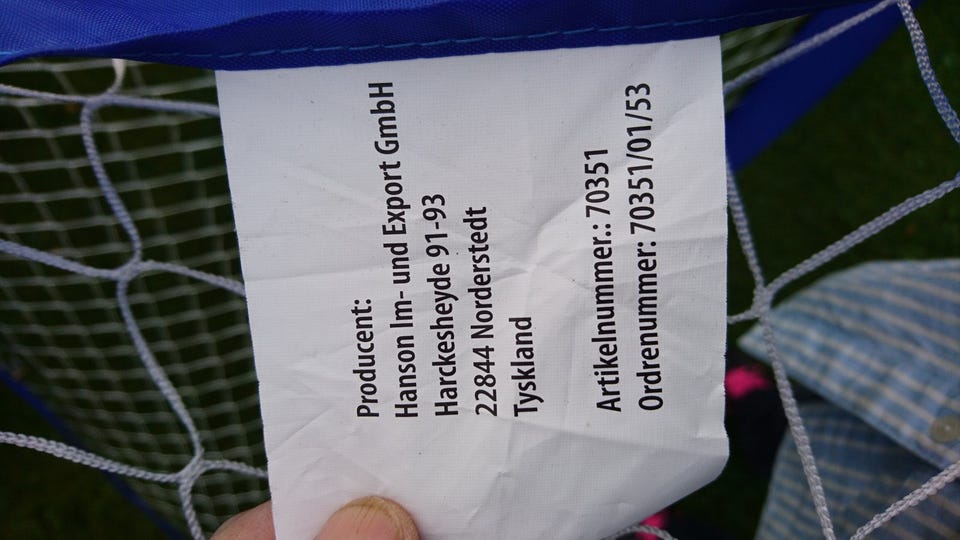 Producent:
Hanson Im- und Export GmbH
Harckesheyde 91-93
22844 Norderstedt
Tyskland
Artikelnummer.: 70351
Ordrenummer: 70351/01/53